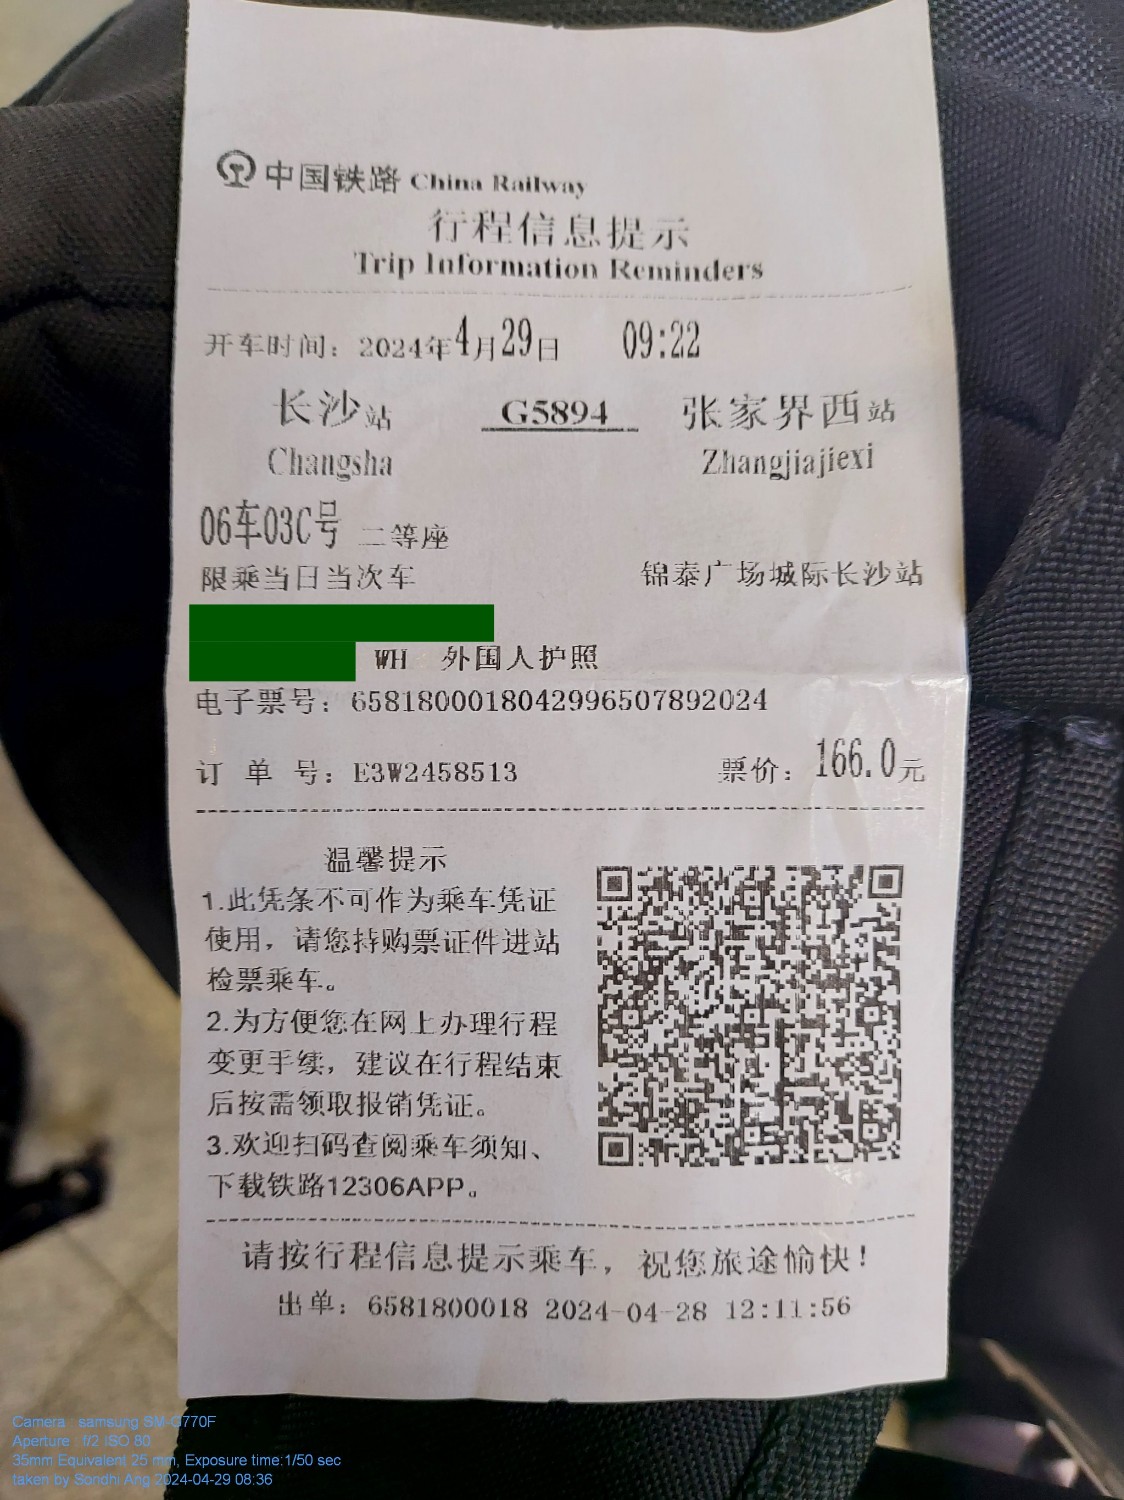 中国铁路 China Railway
行程信息提示
Trip Information Reminders
开车时间：2024年4月29日 09:22
长沙站 G5894 张家界西站
Changsha Zhangjiajiexi
06车03C号 二等座
限乘当日当次车 锦泰广场城际长沙站
WH 外国人护照
电子票号：6581800018042996507892024
订单号：E3W2458513 票价：166.0元
温馨提示
1.此凭条不可作为乘车凭证
使用，请您持购票证件进站
检票乘车。
2.为方便您在网上办理行程
变更手续，建议在行程结束
后按需领取报销凭证。
3.欢迎扫码查阅乘车须知、
下载铁路12306APP。
请按行程信息提示乘车，祝您旅途愉快！
出单：6581800018 2024-04-28 12:11:56
Camera : samsung SM-G770F
Aperture : f/2 ISO 80
35mm Equivalent 25 mm, Exposure time:1/50 sec
taken by Sondhi Ang 2024-04-29 08:36